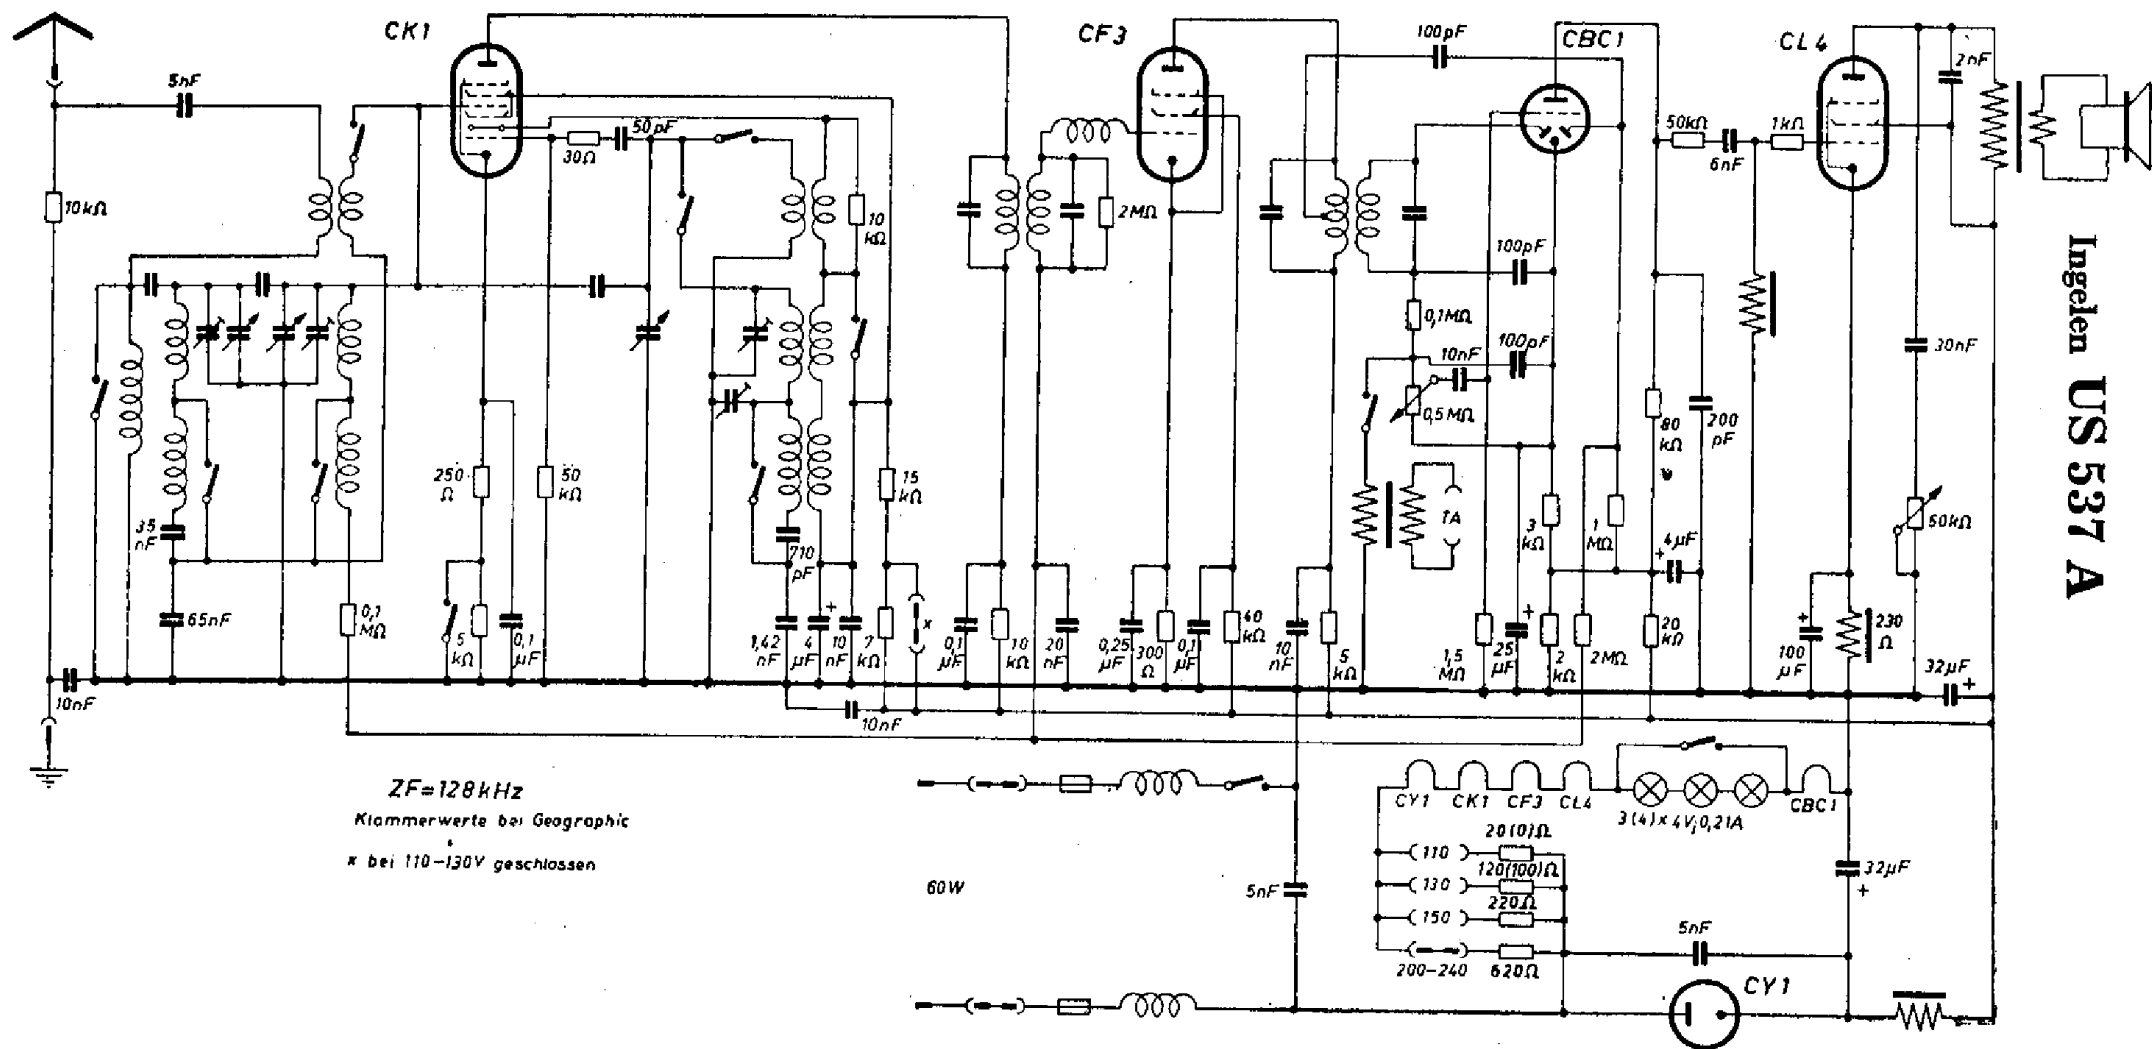 CK1
CF3
CBC1
CL4
100pF
2nF
5nF
50pF
30Ω
50kΩ
6nF
1kΩ
10kΩ
10
kΩ
2MΩ
100pF
0,1MΩ
100pF
10nF
0,5MΩ
30nF
80
kΩ
200
pF
250
Ω
50
kΩ
15
kΩ
1A
3
kΩ
1
MΩ
4µF
+
50kΩ
35
nF
710
pF
65nF
0,1
MΩ
5
kΩ
0,1
µF
1,42
nF
4
µF
+
10
nF
7
kΩ
x
0,1
µF
10
kΩ
20
nF
0,25
µF
300
Ω
0,1
µF
40
kΩ
10
nF
5
kΩ
1,5
MΩ
25
µF
+
2
kΩ
2MΩ
20
kΩ
100
µF
+
230
Ω
32µF
+
10nF
10nF
Ingelen US 537 A
ZF=128kHz
Klammerwerte bei Geographic
x bei 110-130V geschlossen
CY1 CK1 CF3 CL4
3(4)x4V;0,21A
CBC1
20(0)Ω
110
120(100)Ω
130
220Ω
150
200-240
620Ω
60W
5nF
5nF
32µF
+
CY1